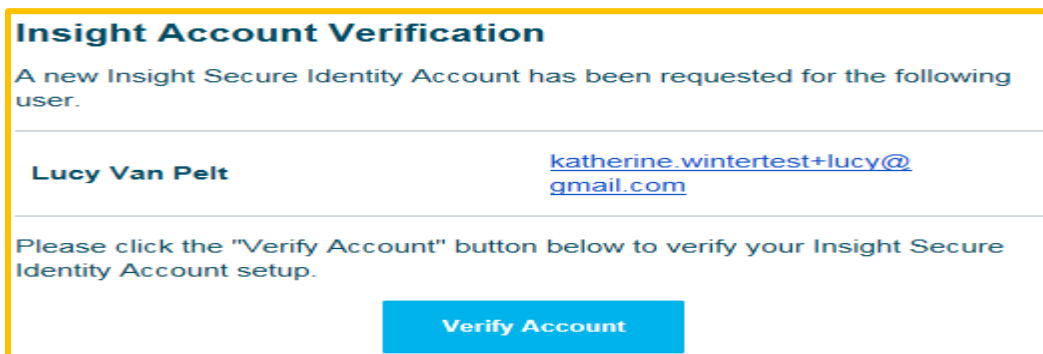 Insight Account Verification
A new Insight Secure Identity Account has been requested for the following
user.
Lucy Van Pelt
katherine.wintertest+lucy@
gmail.com
Please click the "Verify Account" button below to verify your Insight Secure
Identity Account setup.
Verify Account